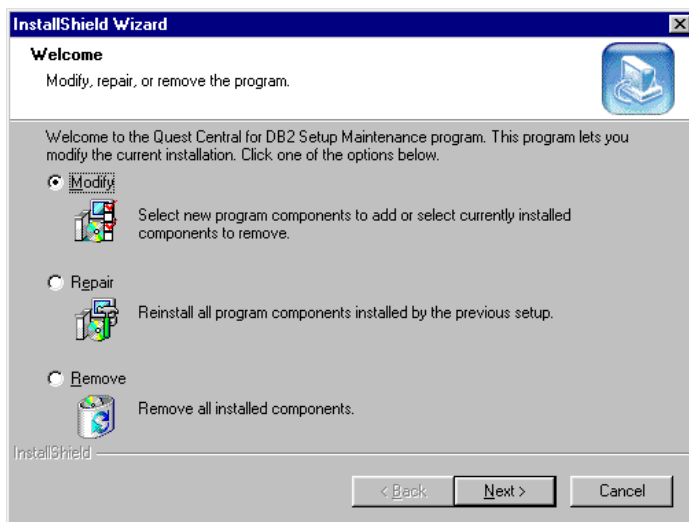 InstallShield Wizard
Welcome
Modify, repair, or remove the program.
Welcome to the Quest Central for DB2 Setup Maintenance program. This program lets you
modify the current installation. Click one of the options below.
Modify
Select new program components to add or select currently installed
components to remove.
Repair
Reinstall all program components installed by the previous setup.
Remove
Remove all installed components.
InstallShield
< Back
Next >
Cancel